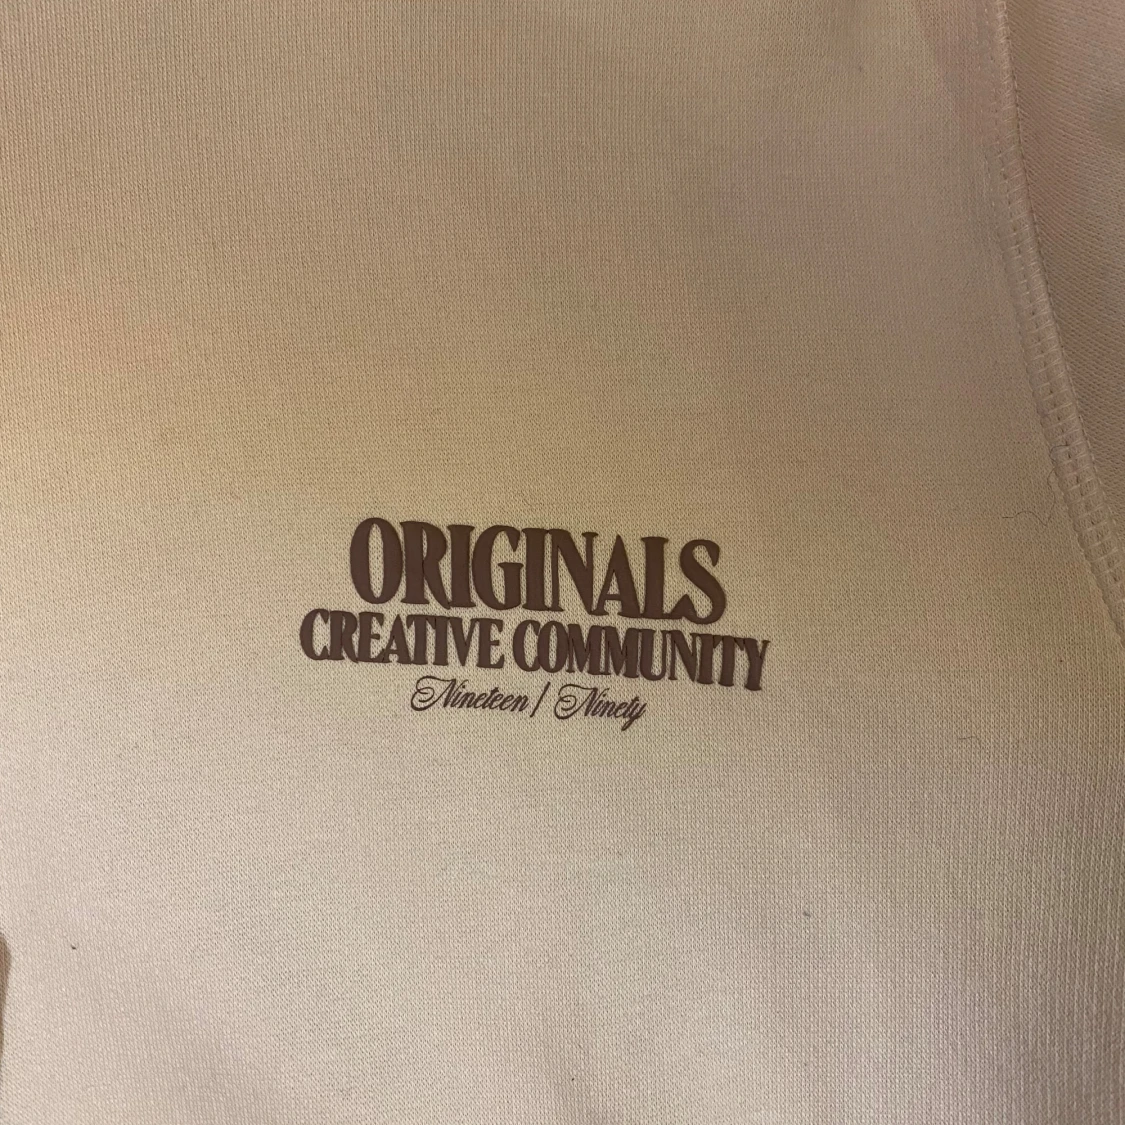 ORIGINALS
CREATIVE COMMUNITY
Nineteen / Ninety